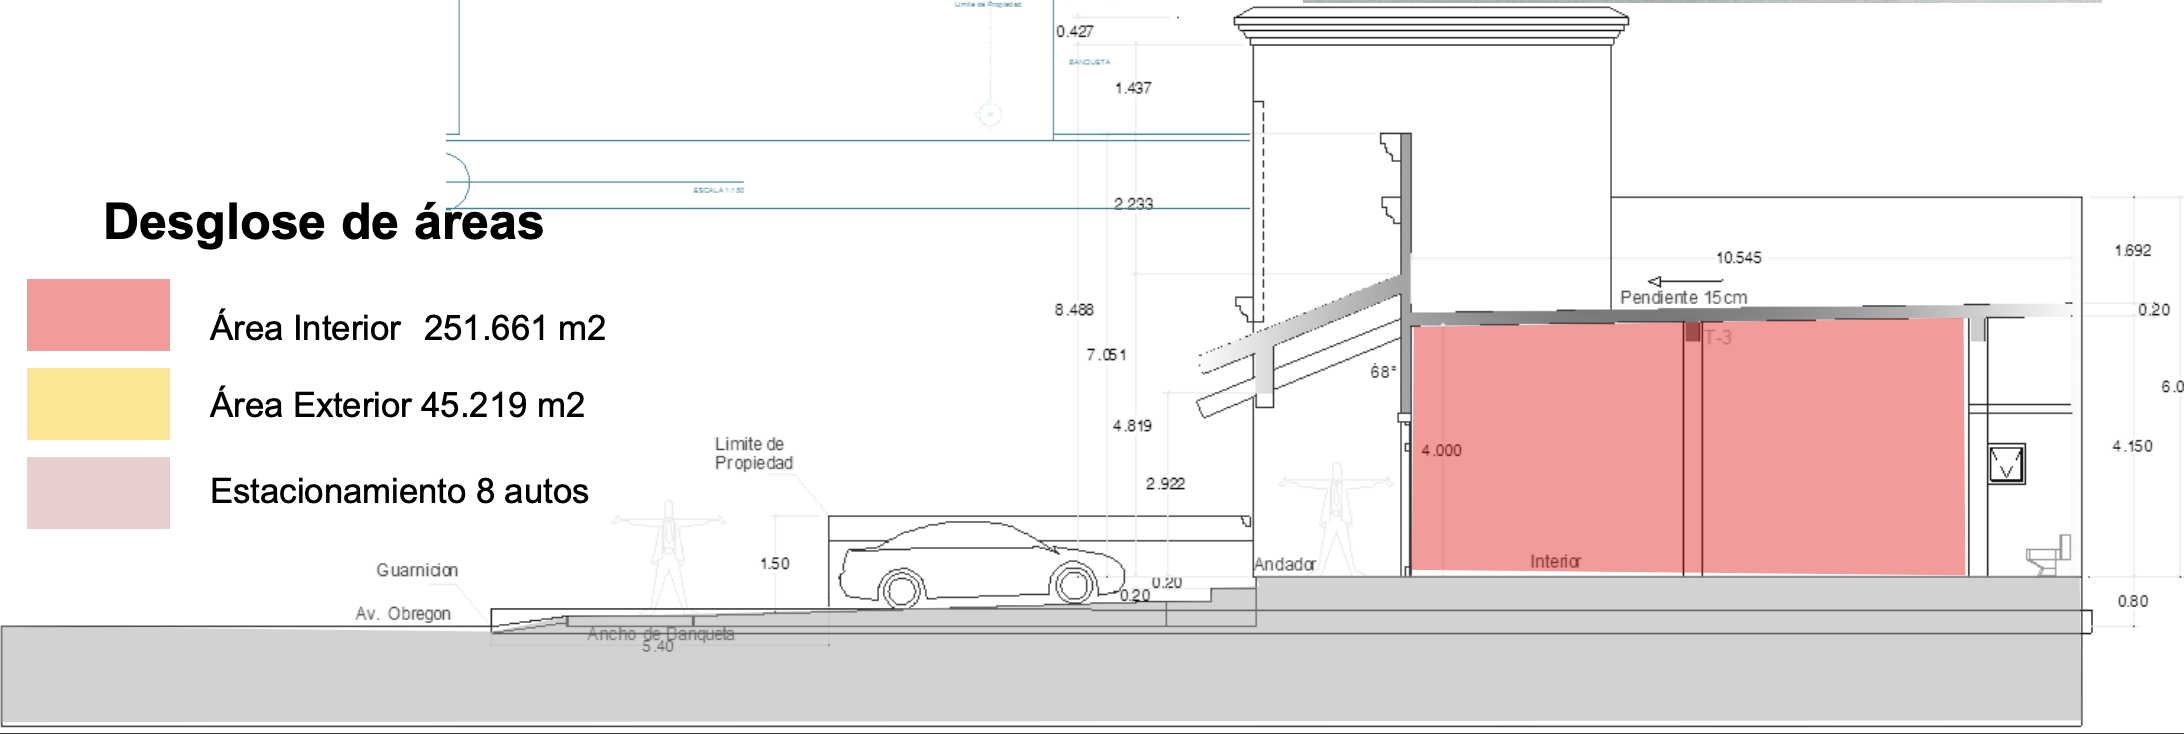 Limite de Propiedad
0.427
BANQUETA
1.437
ESCALA 1:150
2.233
Desglose de áreas
1.692
10.545
Pendiente 15cm
8.488
0.20
Área Interior 251.661 m2
T-3
7.051
68°
6.0
Área Exterior 45.219 m2
4.819
Limite de
Propiedad
4.000
4.150
2.922
Estacionamiento 8 autos
1.50
Andador
Interior
Guarnicion
0.20
0.20
0.80
Av. Obregon
Ancho de Banqueta
5.40